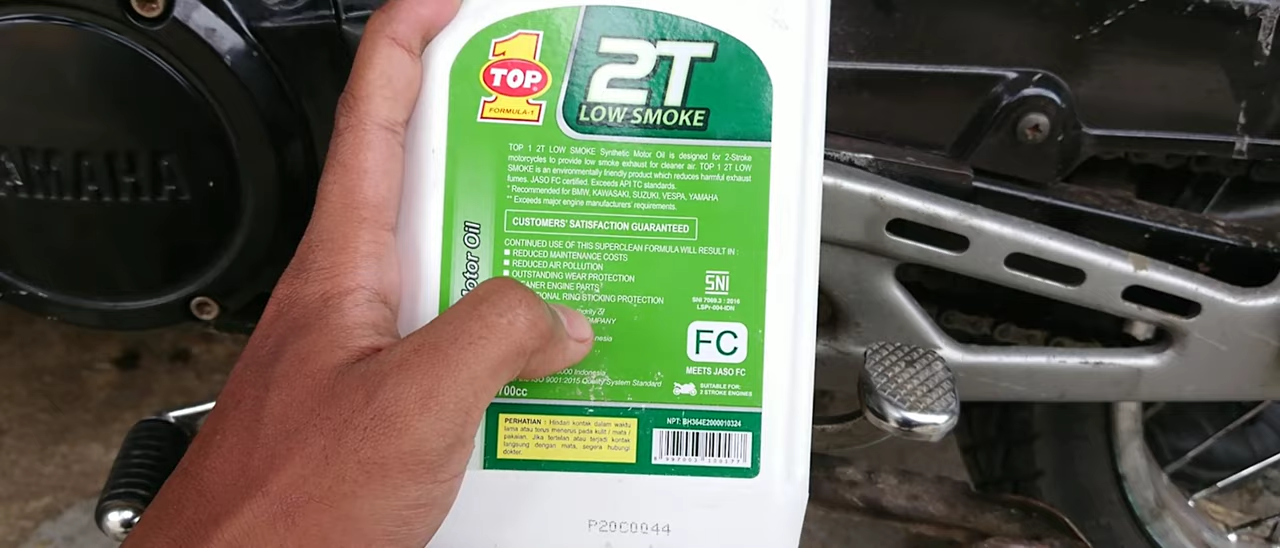 YAMAHA
1
TOP
FORMULA-1
2T
LOW SMOKE
TOP 1 2T LOW SMOKE Synthetic Motor Oil is designed for 2-Stroke
motorcycles to provide low smoke exhaust for cleaner air. TOP 1 2T LOW
SMOKE is an environmentally friendly product which reduces harmful exhaust
fumes. JASO FC certified. Exceeds API TC standards.
* Recommended for BMW, KAWASAKI, SUZUKI, VESPA, YAMAHA
** Exceeds major engine manufacturers' requirements.
CUSTOMERS' SATISFACTION GUARANTEED
CONTINUED USE OF THIS SUPERCLEAN FORMULA WILL RESULT IN :
REDUCED MAINTENANCE COSTS
REDUCED AIR POLLUTION
OUTSTANDING WEAR PROTECTION
ENGINE PARTS
RING STICKING PROTECTION
Oil
COMPANY
Indonesia
ISO 9001:2015 Quality System Standard
700cc
SNI
SNI 7069.3 : 2016
LSPr-004-IDN
FC
MEETS JASO FC
SUITABLE FOR:
2 STROKE ENGINES
PERHATIAN : Hindari kontak dalam waktu
lama atau terus menerus pada kulit / mata /
pakaian. Jika tertelan atau terjadi kontak
langsung dengan mata, segera hubungi
dokter.
NPT: BH364E2000010324
P20C0044